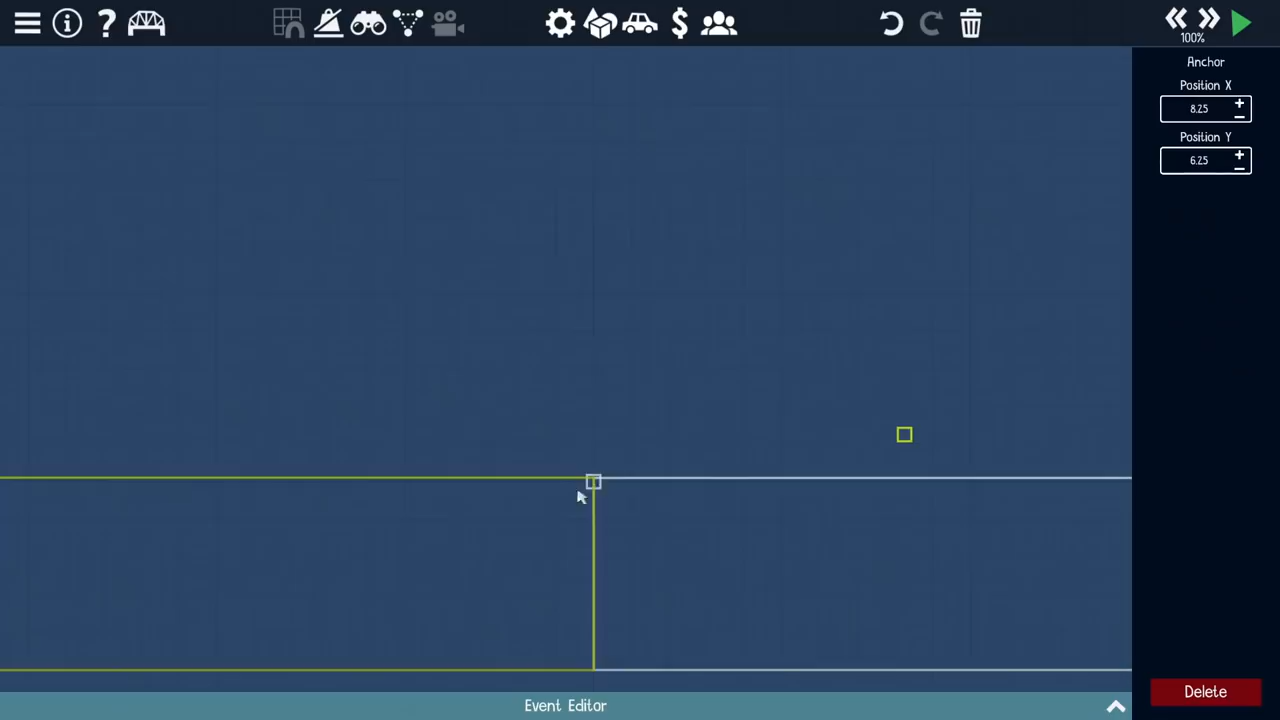 100%
Anchor
Position X
8.25
Position Y
6.25
Delete
Event Editor